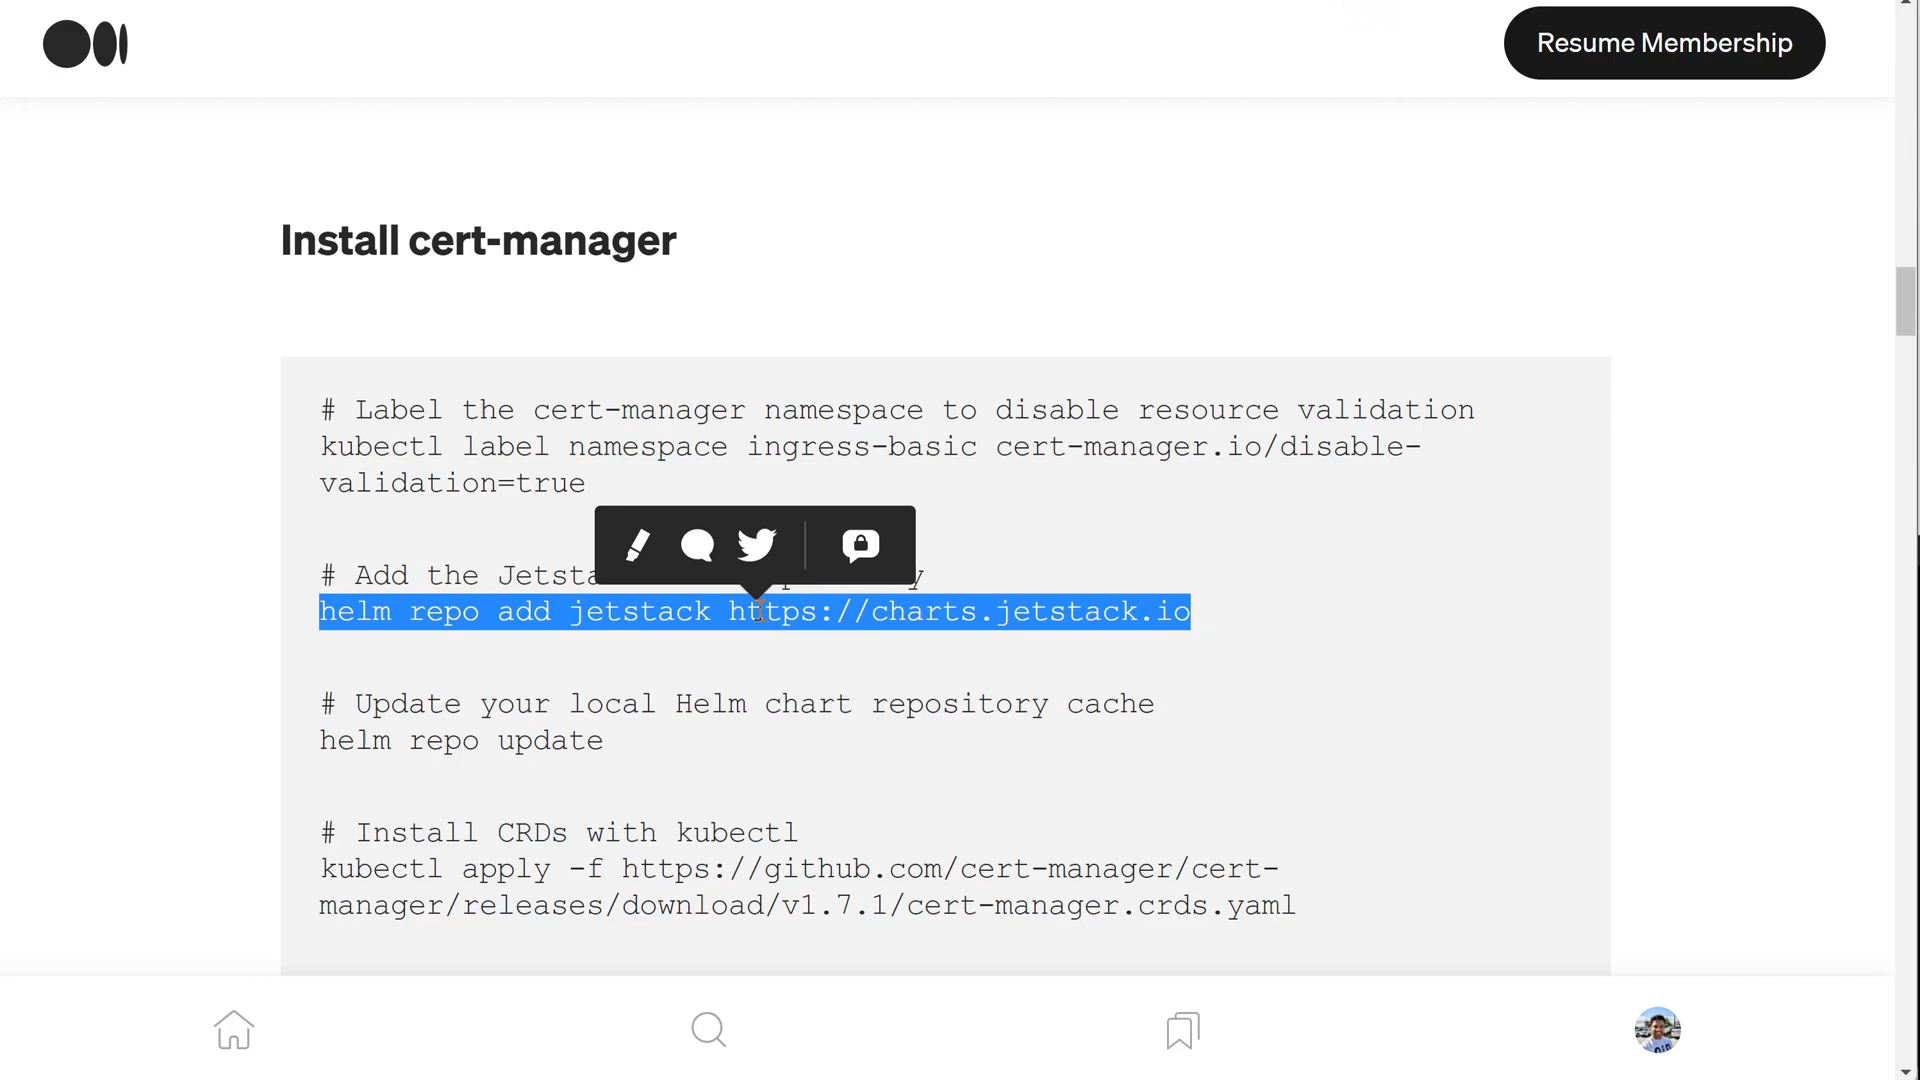 Resume Membership
Install cert-manager
# Label the cert-manager namespace to disable resource validation
kubectl label namespace ingress-basic cert-manager.io/disable-
validation=true
# Add the
helm repo add jetstack https://charts.jetstack.io
# Update your local Helm chart repository cache
helm repo update
# Install CRDs with kubectl
kubectl apply -f https://github.com/cert-manager/cert-
manager/releases/download/v1.7.1/cert-manager.crds.yaml